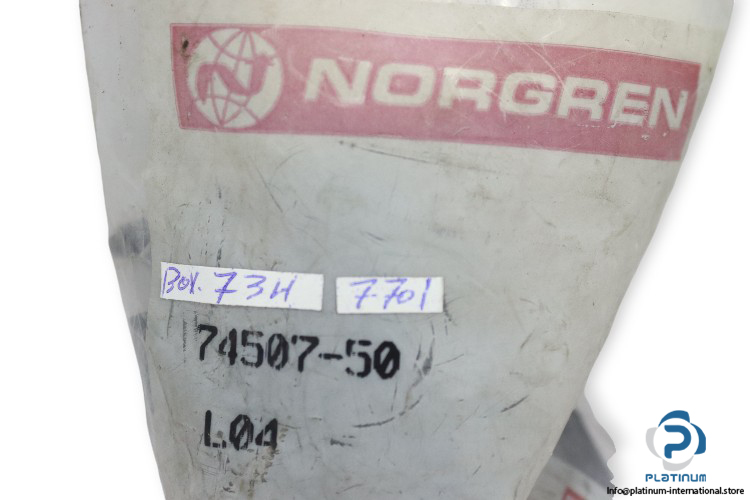 NORGREN
BOX. 73H 7701
74507-50
L04
PLATINUM
Info@platinum-international.store